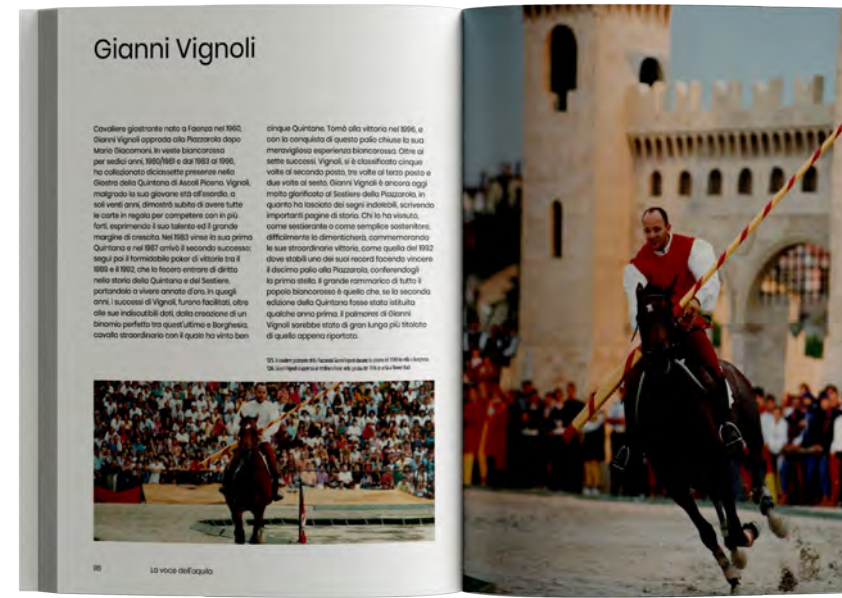 Gianni Vignoli
Cavaliere giostrante nato a Faenza nel 1960,
Gianni Vignoli approda alla Piazzarola dopo
Mario Giacomoni. In veste biancorossa
per sedici anni, 1980/1981 e dal 1983 al 1996,
ha collezionato diciassette presenze nella
Giostra della Quintana di Ascoli Piceno. Vignoli,
malgrado la sua giovane età all'esordio, a
soli venti anni, dimostrò subito di avere tutte
le carte in regola per competere con in più
forti, esprimendo il suo talento ed il grande
margine di crescita. Nel 1983 vinse la sua prima
Quintana e nel 1987 arrivò il secondo successo;
seguì poi il formidabile poker di vittorie tra il
1989 e il 1992, che lo fecero entrare di diritto
nella storia della Quintana e del Sestiere,
portandolo a vivere annate d'oro. In quegli
anni, i successi di Vignoli, furono facilitati, oltre
alle sue indiscutibili doti, dalla creazione di un
binomio perfetto tra quest'ultimo e Borghesia,
cavallo straordinario con il quale ha vinto ben
cinque Quintane. Tornò alla vittoria nel 1996, e
con la conquista di questo palio chiuse la sua
meravigliosa esperienza biancorossa. Oltre ai
sette successi, Vignoli, si è classificato cinque
volte al secondo posto, tre volte al terzo posto e
due volte al sesto. Gianni Vignoli è ancora oggi
molto glorificato al Sestiere della Piazzarola, in
quanto ha lasciato dei segni indelebili, scrivendo
importanti pagine di storia. Chi lo ha vissuto,
come sestierante o come semplice sostenitore,
difficilmente lo dimenticherà, commemorando
le sue straordinarie vittorie, come quella del 1992
dove stabilì uno dei suoi record facendo vincere
il decimo palio alla Piazzarola, conferendogli
la prima stella. Il grande rammarico di tutto il
popolo biancorosso è quello che, se la seconda
edizione della Quintana fosse stata istituita
qualche anno prima, il palmares di Gianni
Vignoli sarebbe stato di gran lunga più titolato
di quello appena riportato.
La voce dell'aquila